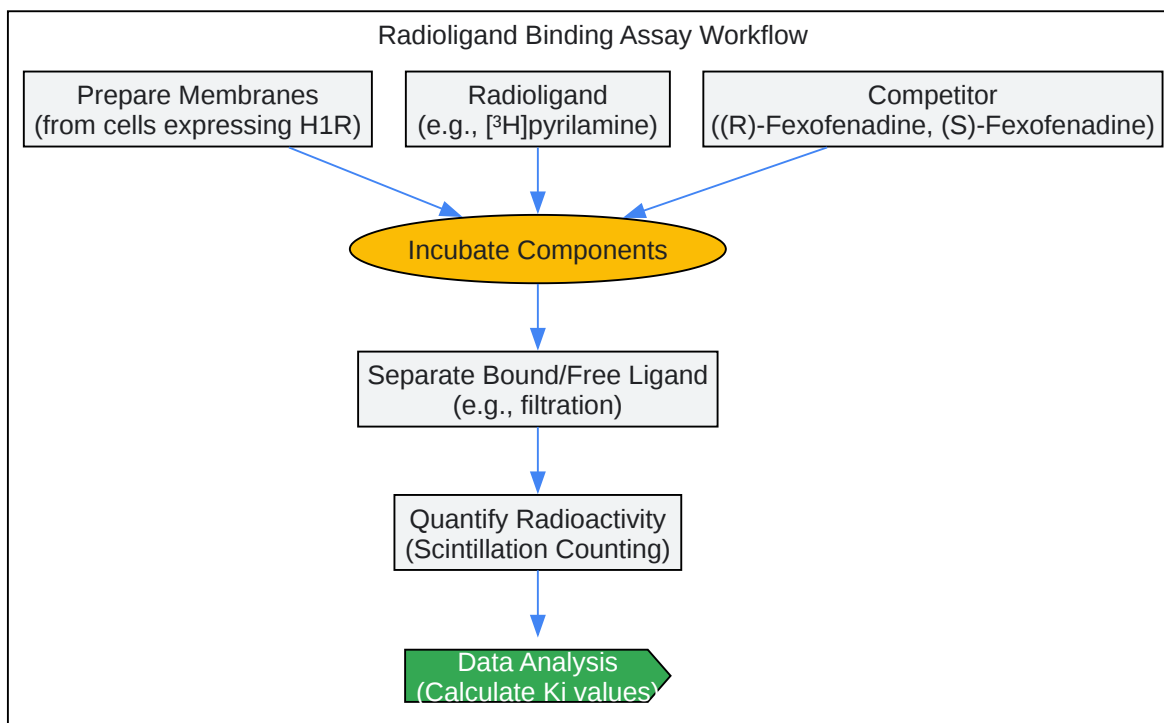 Radioligand Binding Assay Workflow
Prepare Membranes
(from cells expressing H1R)
Radioligand
(e.g., [³H]pyrilamine)
Competitor
((R)-Fexofenadine, (S)-Fexofenadine)
Incubate Components
Separate Bound/Free Ligand
(e.g., filtration)
Quantify Radioactivity
(Scintillation Counting)
Data Analysis
(Calculate Ki values)